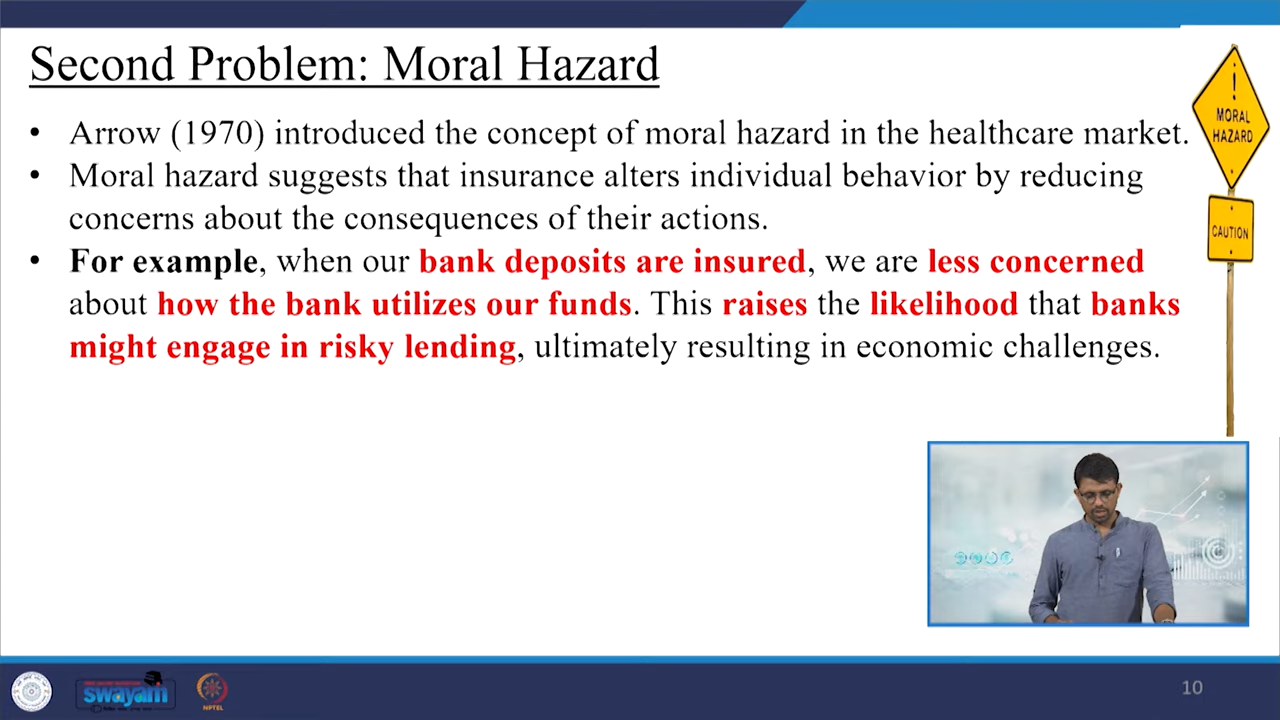 Second Problem: Moral Hazard
• Arrow (1970) introduced the concept of moral hazard in the healthcare market.
• Moral hazard suggests that insurance alters individual behavior by reducing
concerns about the consequences of their actions.
• For example, when our bank deposits are insured, we are less concerned
about how the bank utilizes our funds. This raises the likelihood that banks
might engage in risky lending, ultimately resulting in economic challenges.
!
MORAL
HAZARD
CAUTION
swayam
NPTEL
10